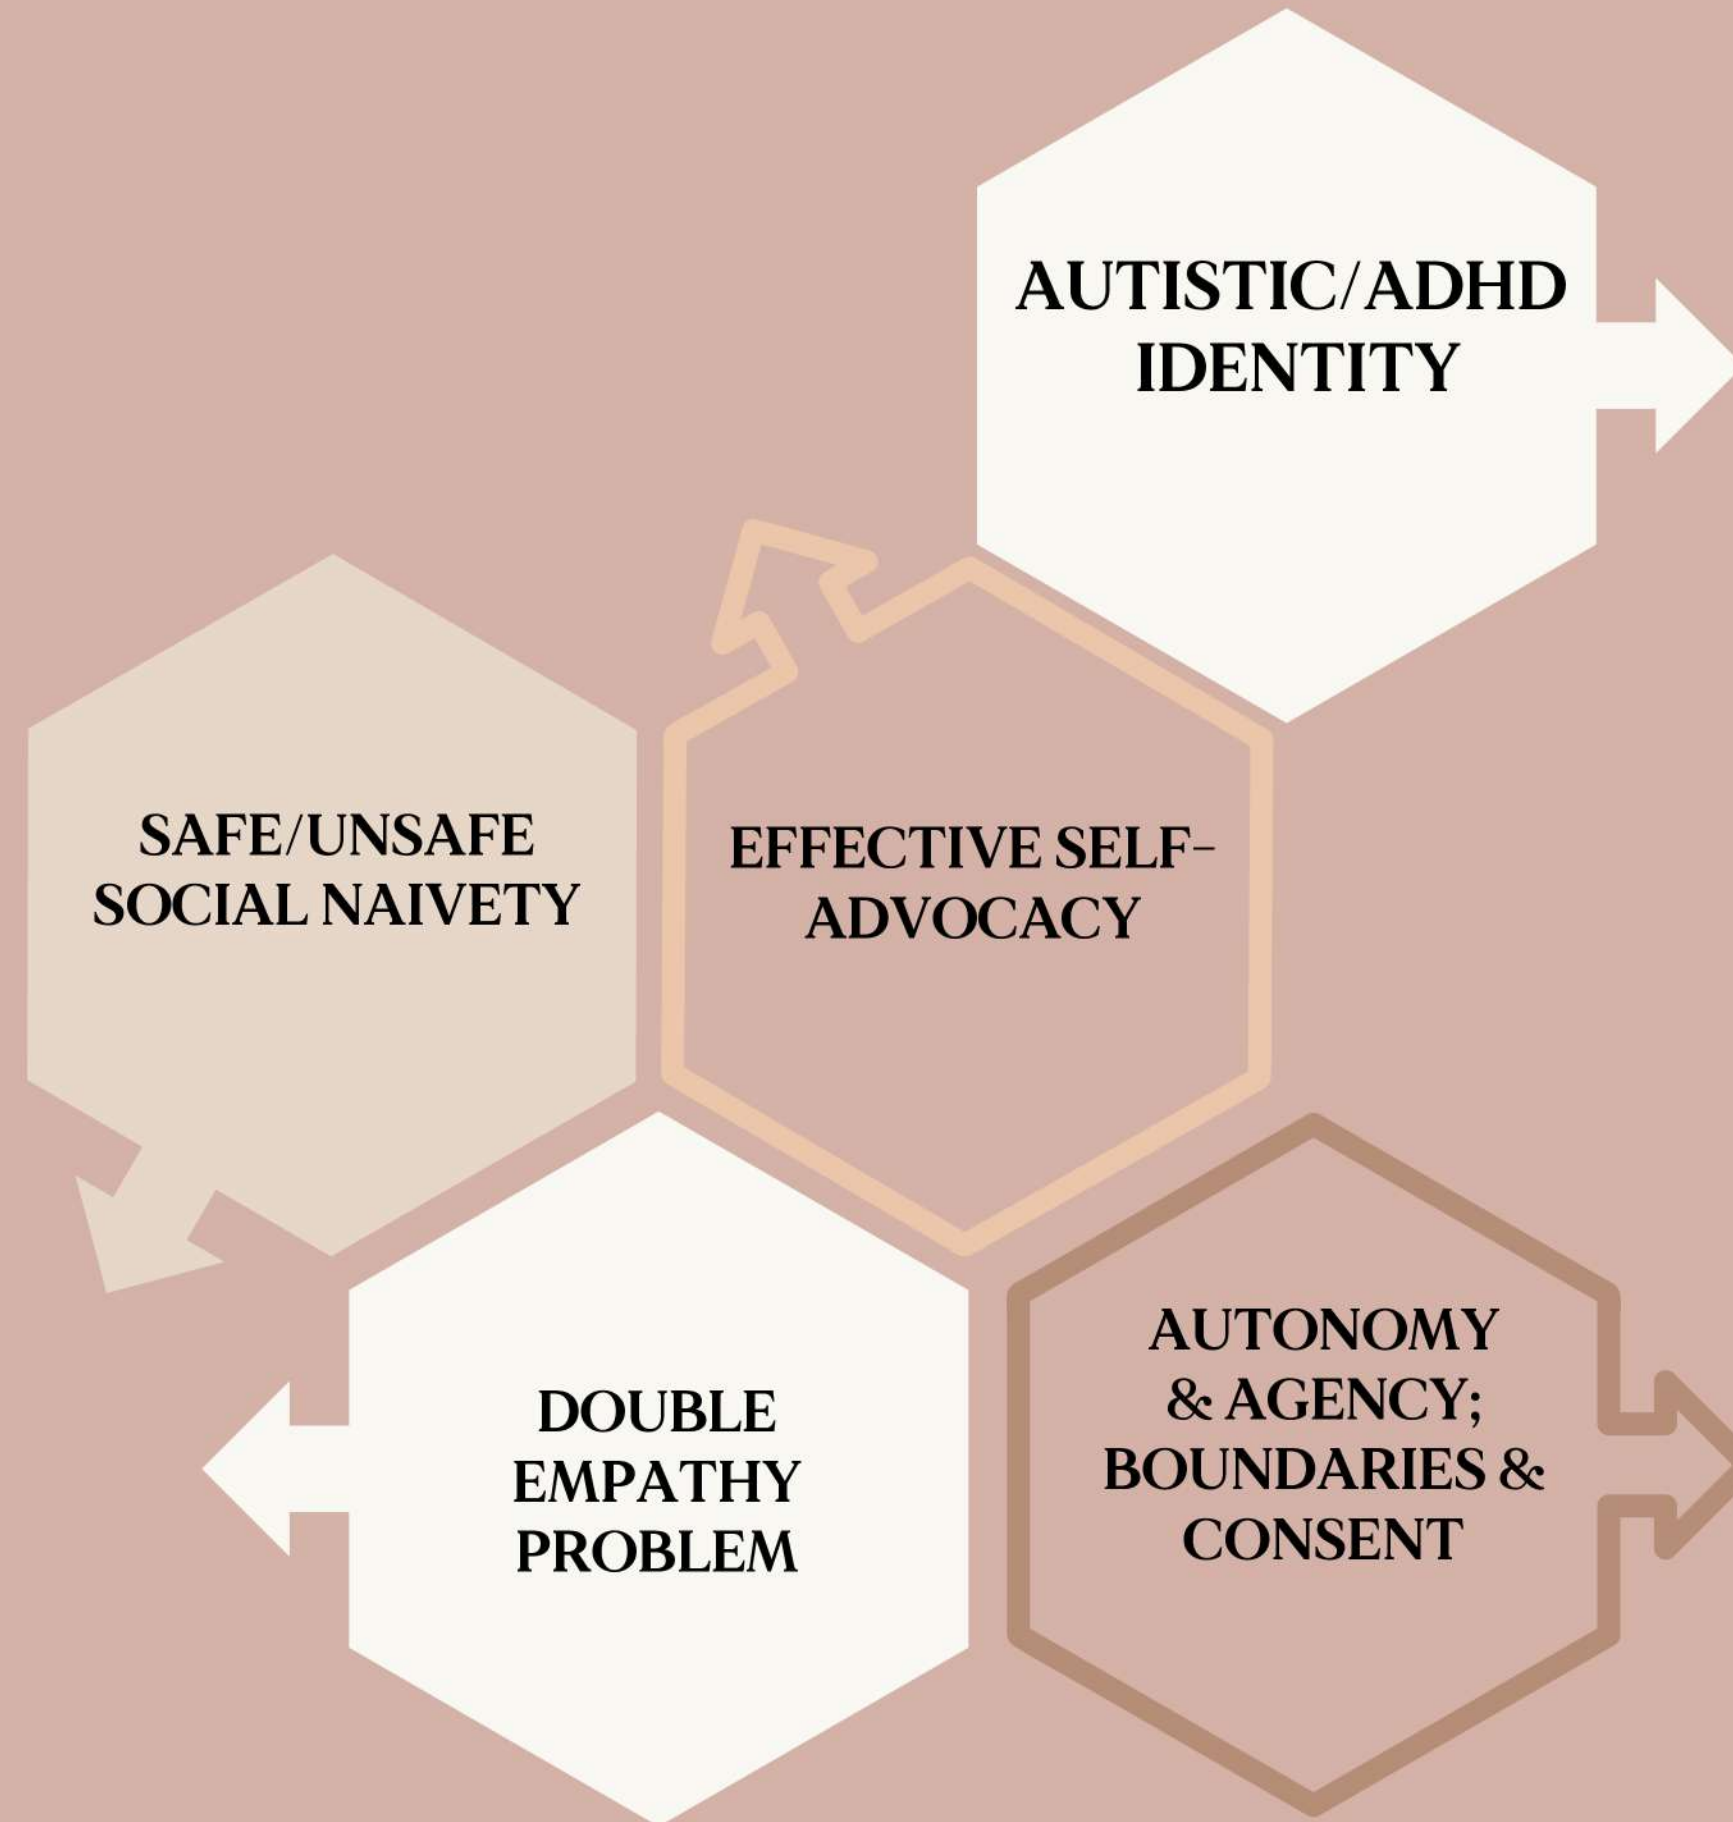 AUTISTIC/ADHD
IDENTITY
SAFE/UNSAFE
SOCIAL NAIVETY
EFFECTIVE SELF-
ADVOCACY
DOUBLE
EMPATHY
PROBLEM
AUTONOMY
& AGENCY;
BOUNDARIES &
CONSENT